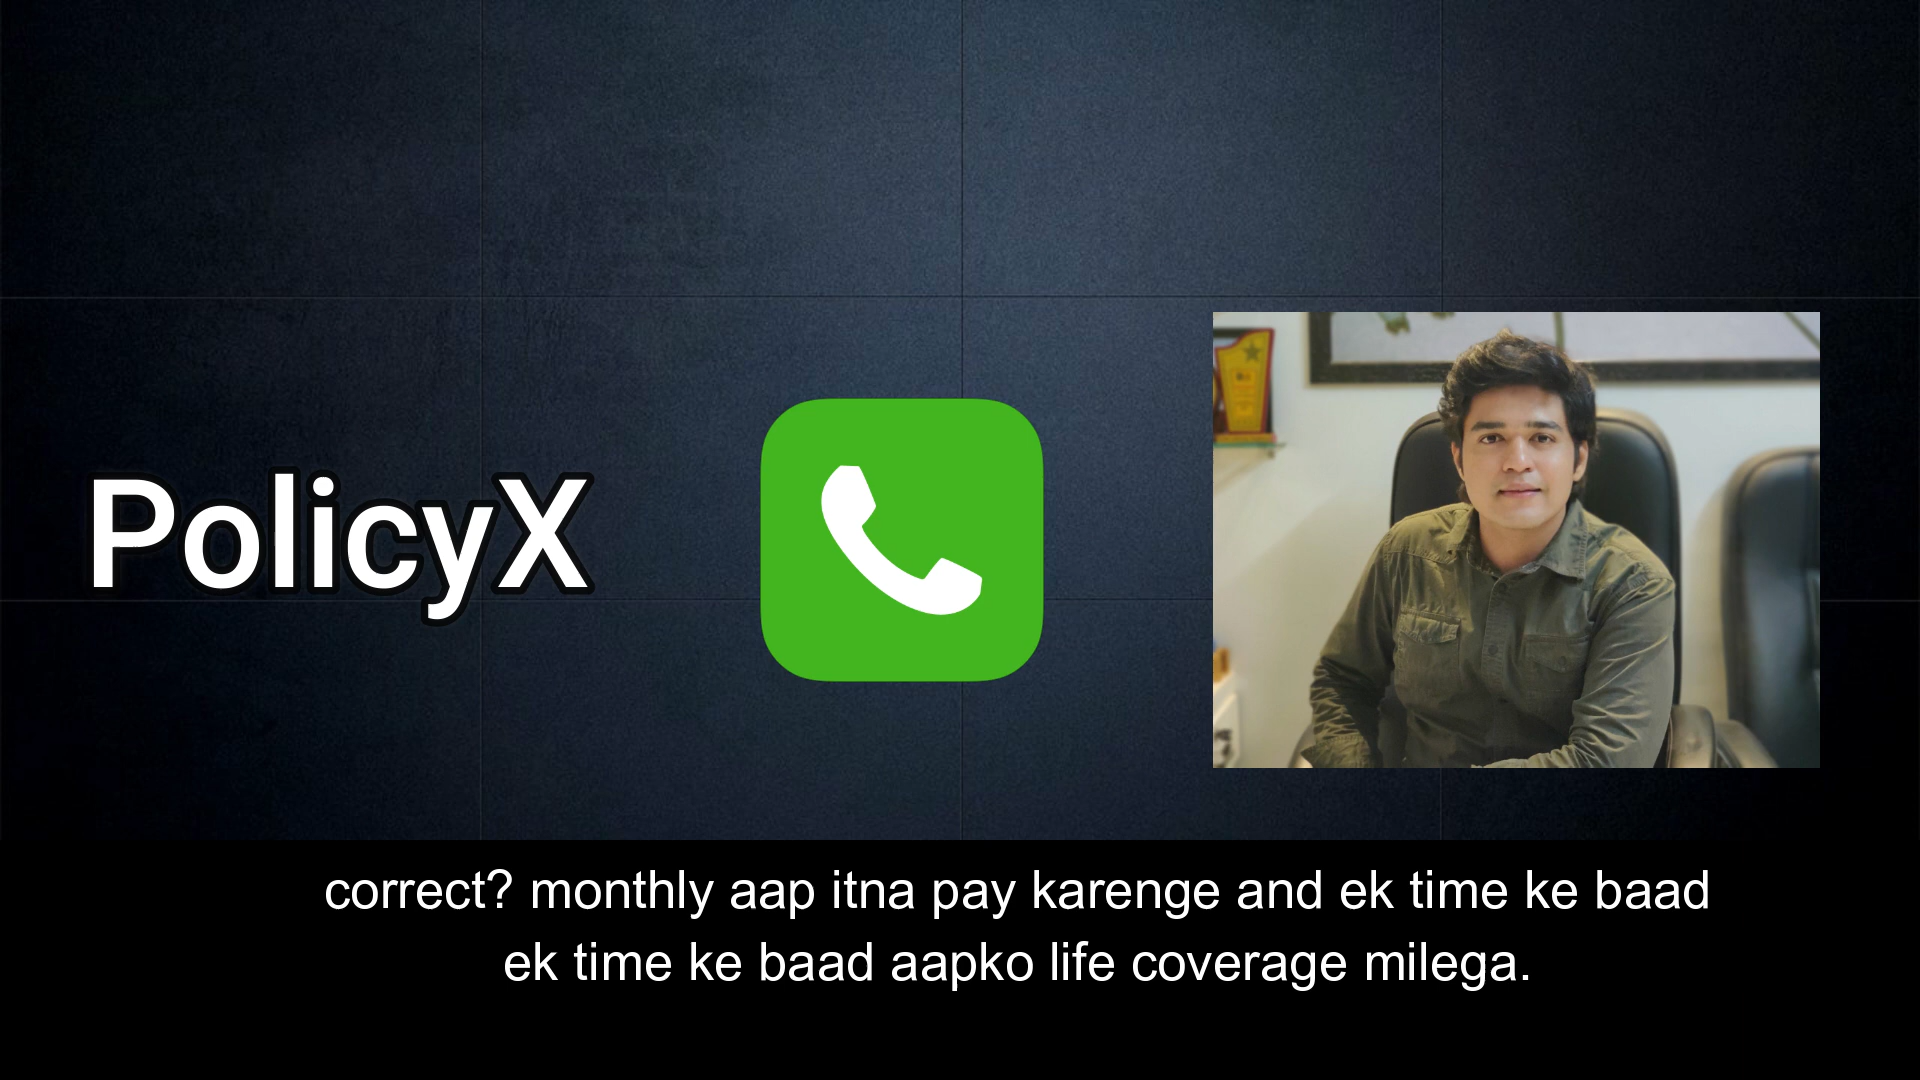 PolicyX
correct? monthly aap itna pay karenge and ek time ke baad
ek time ke baad aapko life coverage milega.